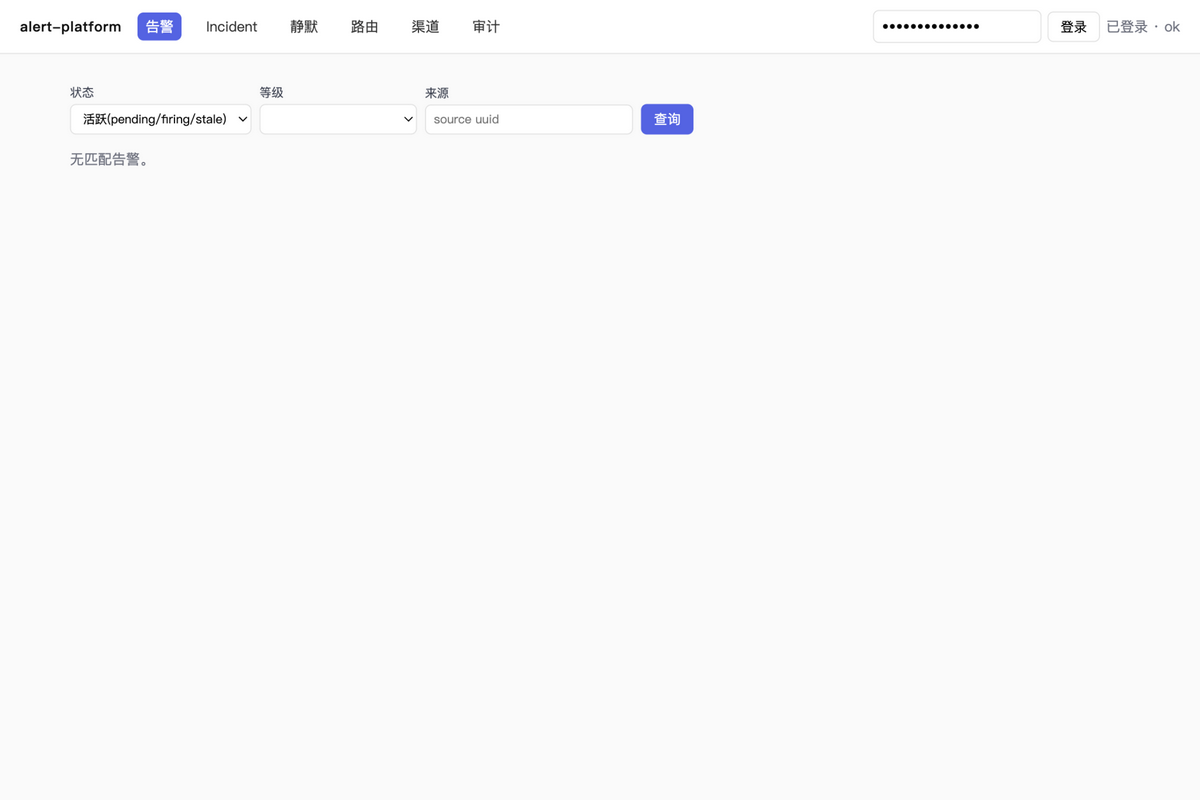 alert-platform 告警 Incident 静默 路由 渠道 审计 •••••••••••••• 登录 已登录 · ok
状态 等级 来源
活跃(pending/firing/stale) source uuid 查询
无匹配告警。